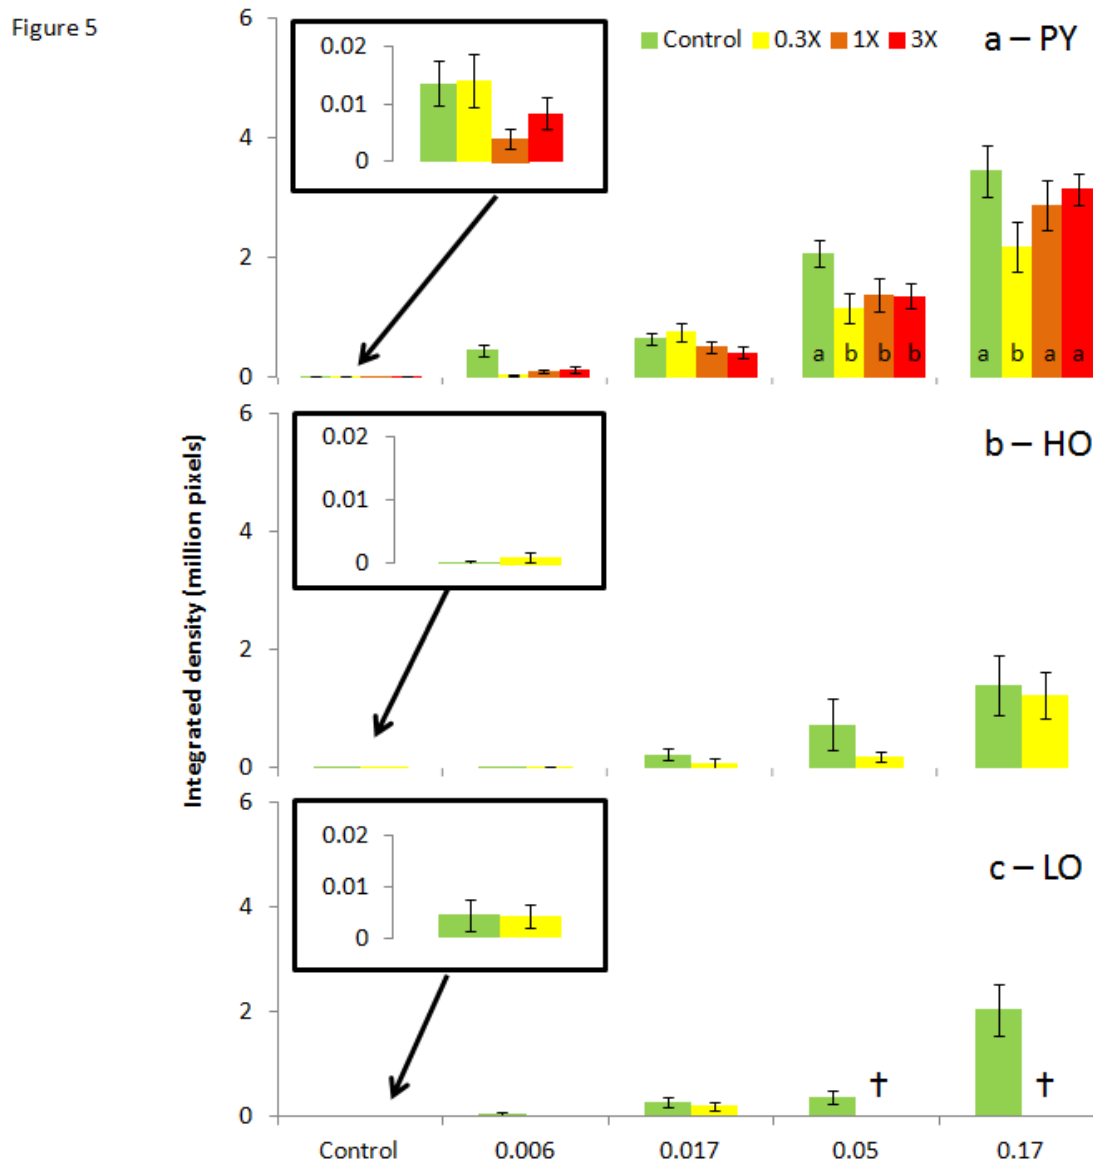 Figure 5
6
4
2
0
0.02
0.01
0
Control 0.3X 1X 3X
a – PY
a b b b
a b a a
Integrated density (million pixels)
6
4
2
0
0.02
0.01
0
b – HO
6
4
2
0
0.02
0.01
0
c – LO
† †
Control 0.006 0.017 0.05 0.17